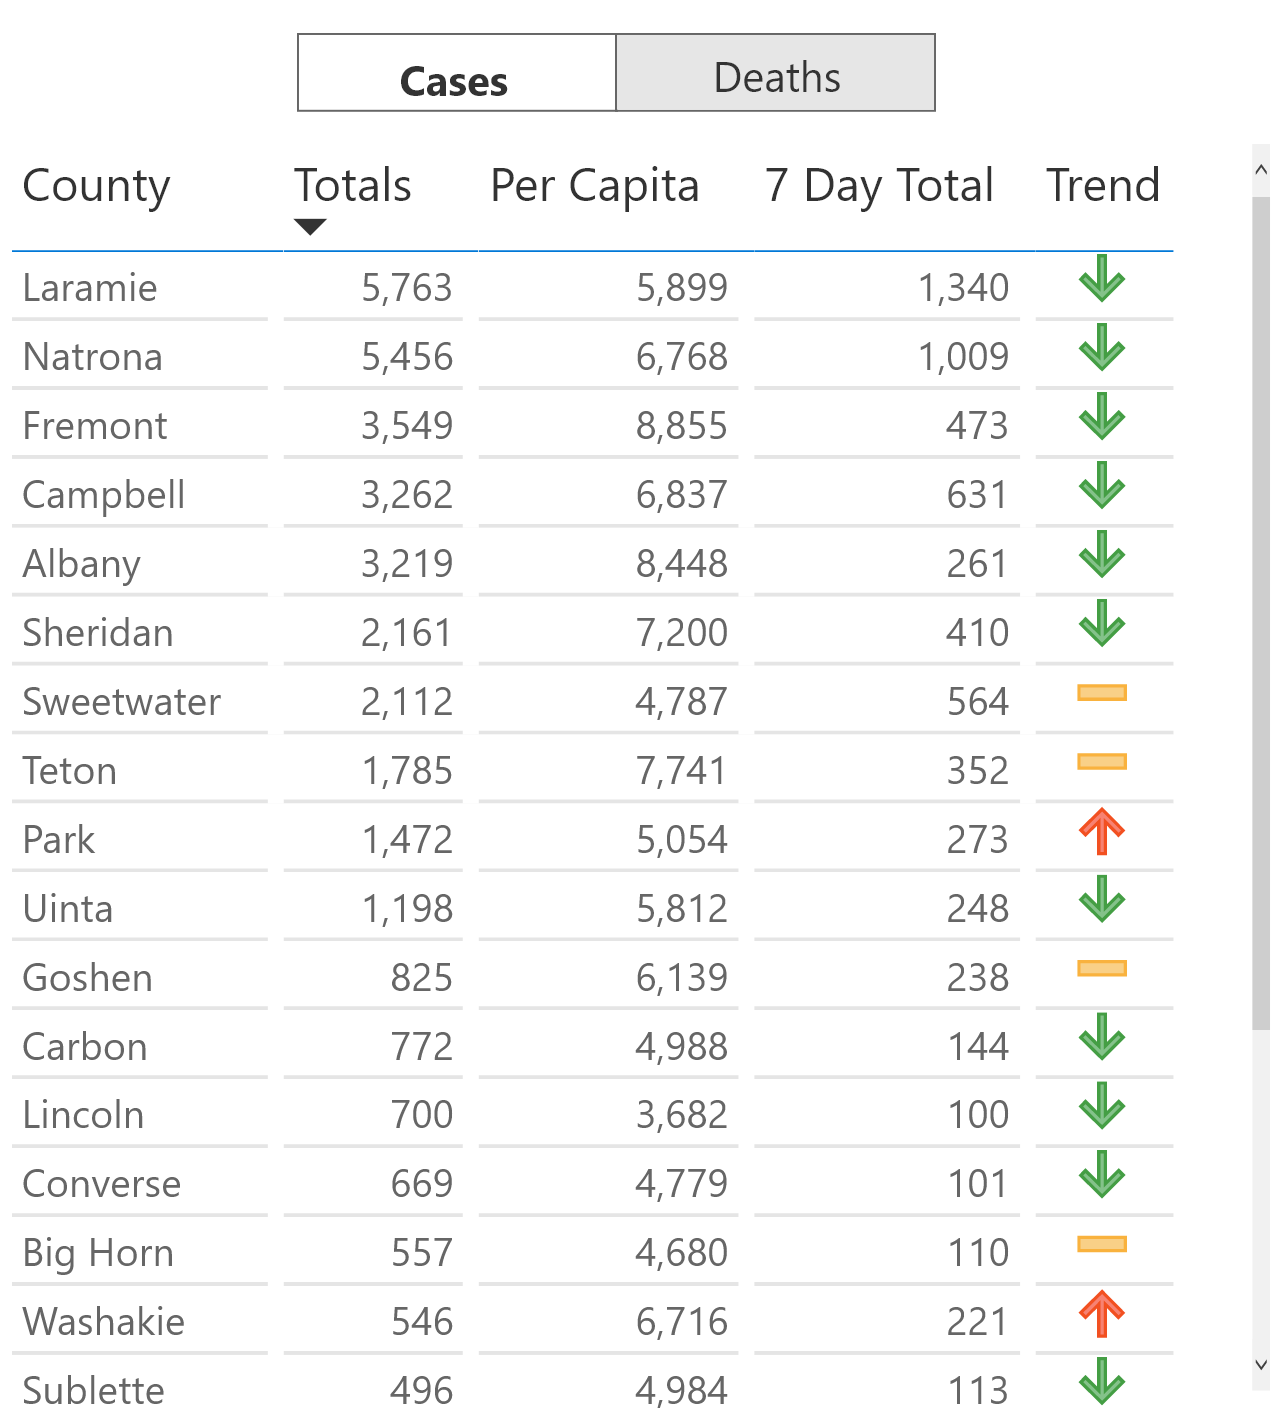 Cases Deaths
County Totals Per Capita 7 Day Total Trend
Laramie 5,763 5,899 1,340
Natrona 5,456 6,768 1,009
Fremont 3,549 8,855 473
Campbell 3,262 6,837 631
Albany 3,219 8,448 261
Sheridan 2,161 7,200 410
Sweetwater 2,112 4,787 564
Teton 1,785 7,741 352
Park 1,472 5,054 273
Uinta 1,198 5,812 248
Goshen 825 6,139 238
Carbon 772 4,988 144
Lincoln 700 3,682 100
Converse 669 4,779 101
Big Horn 557 4,680 110
Washakie 546 6,716 221
Sublette 496 4,984 113